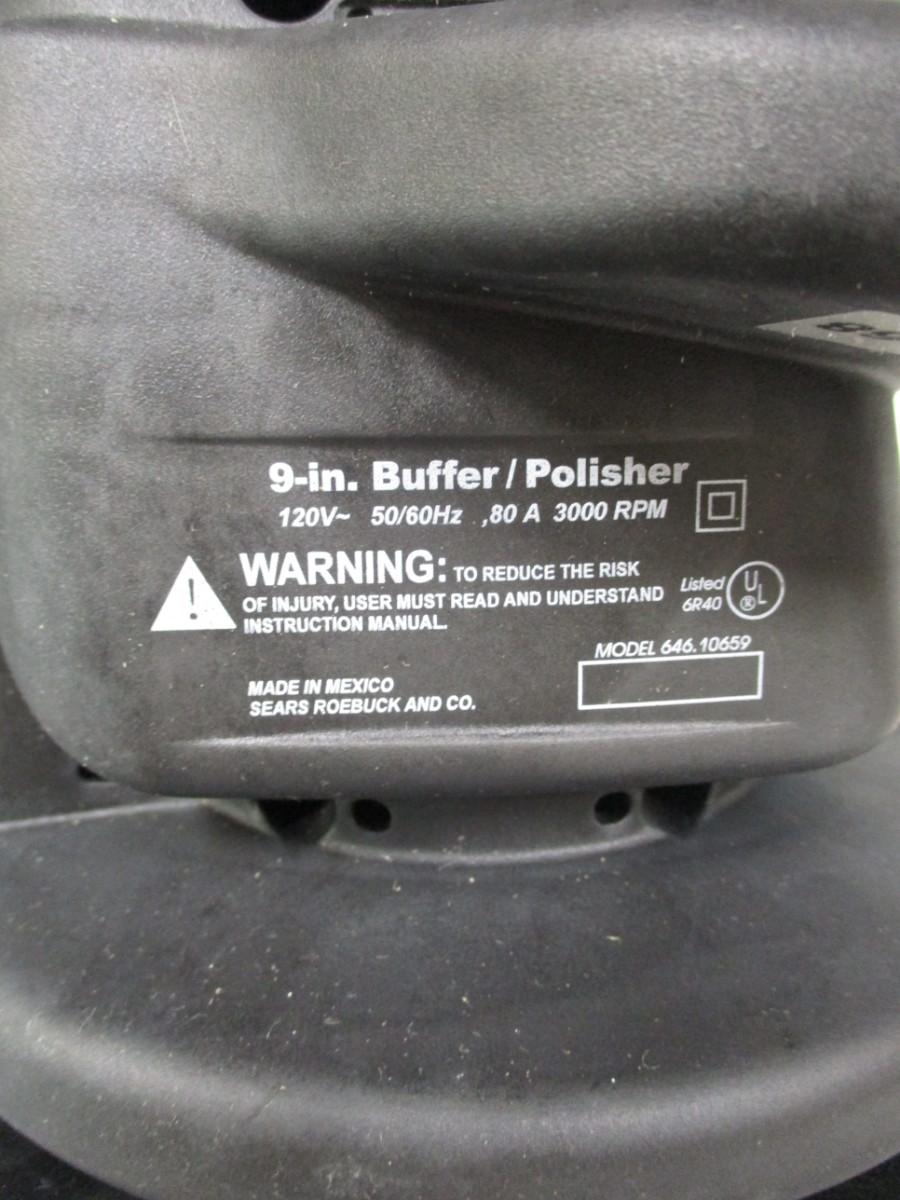 9-in. Buffer/Polisher
120V~ 50/60Hz ,80 A 3000 RPM
WARNING: TO REDUCE THE RISK
OF INJURY, USER MUST READ AND UNDERSTAND
INSTRUCTION MANUAL.
Listed
6R40
UL
®
MODEL 646.10659
MADE IN MEXICO
SEARS ROEBUCK AND CO.